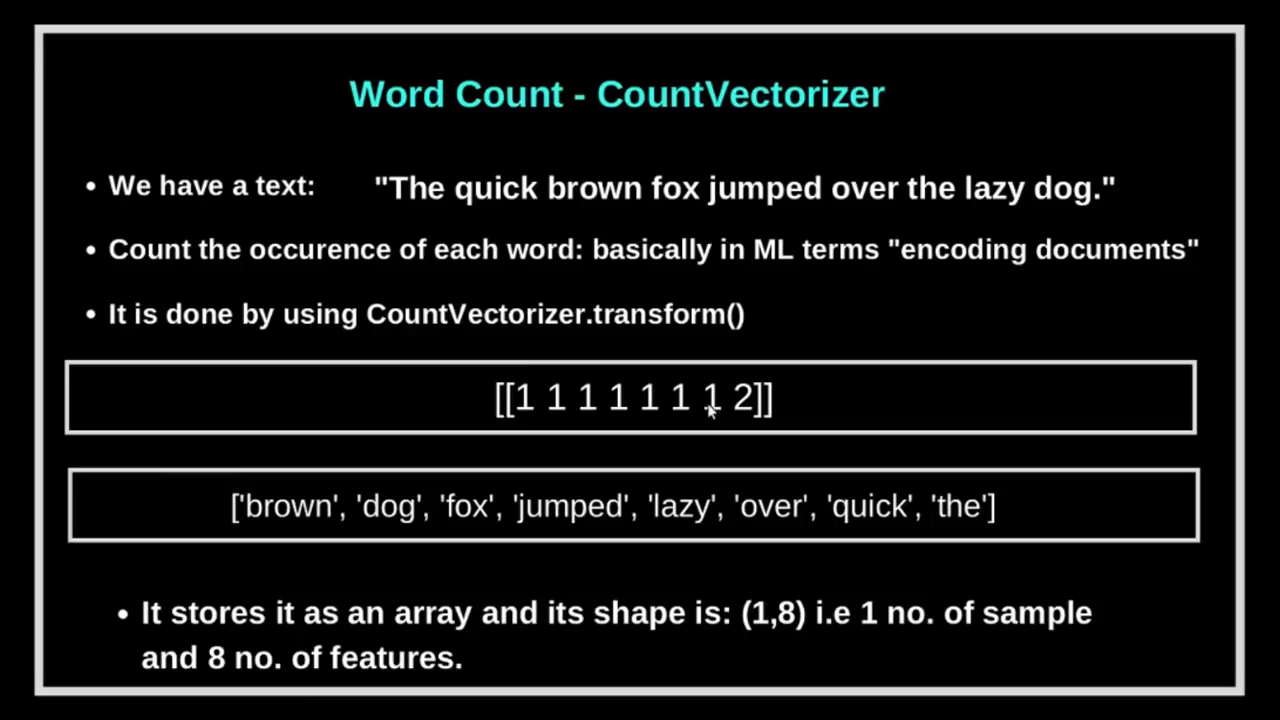 Word Count - CountVectorizer
• We have a text: "The quick brown fox jumped over the lazy dog."
• Count the occurence of each word: basically in ML terms "encoding documents"
• It is done by using CountVectorizer.transform()
[[1 1 1 1 1 1 1 2]]
['brown', 'dog', 'fox', 'jumped', 'lazy', 'over', 'quick', 'the']
• It stores it as an array and its shape is: (1,8) i.e 1 no. of sample
and 8 no. of features.